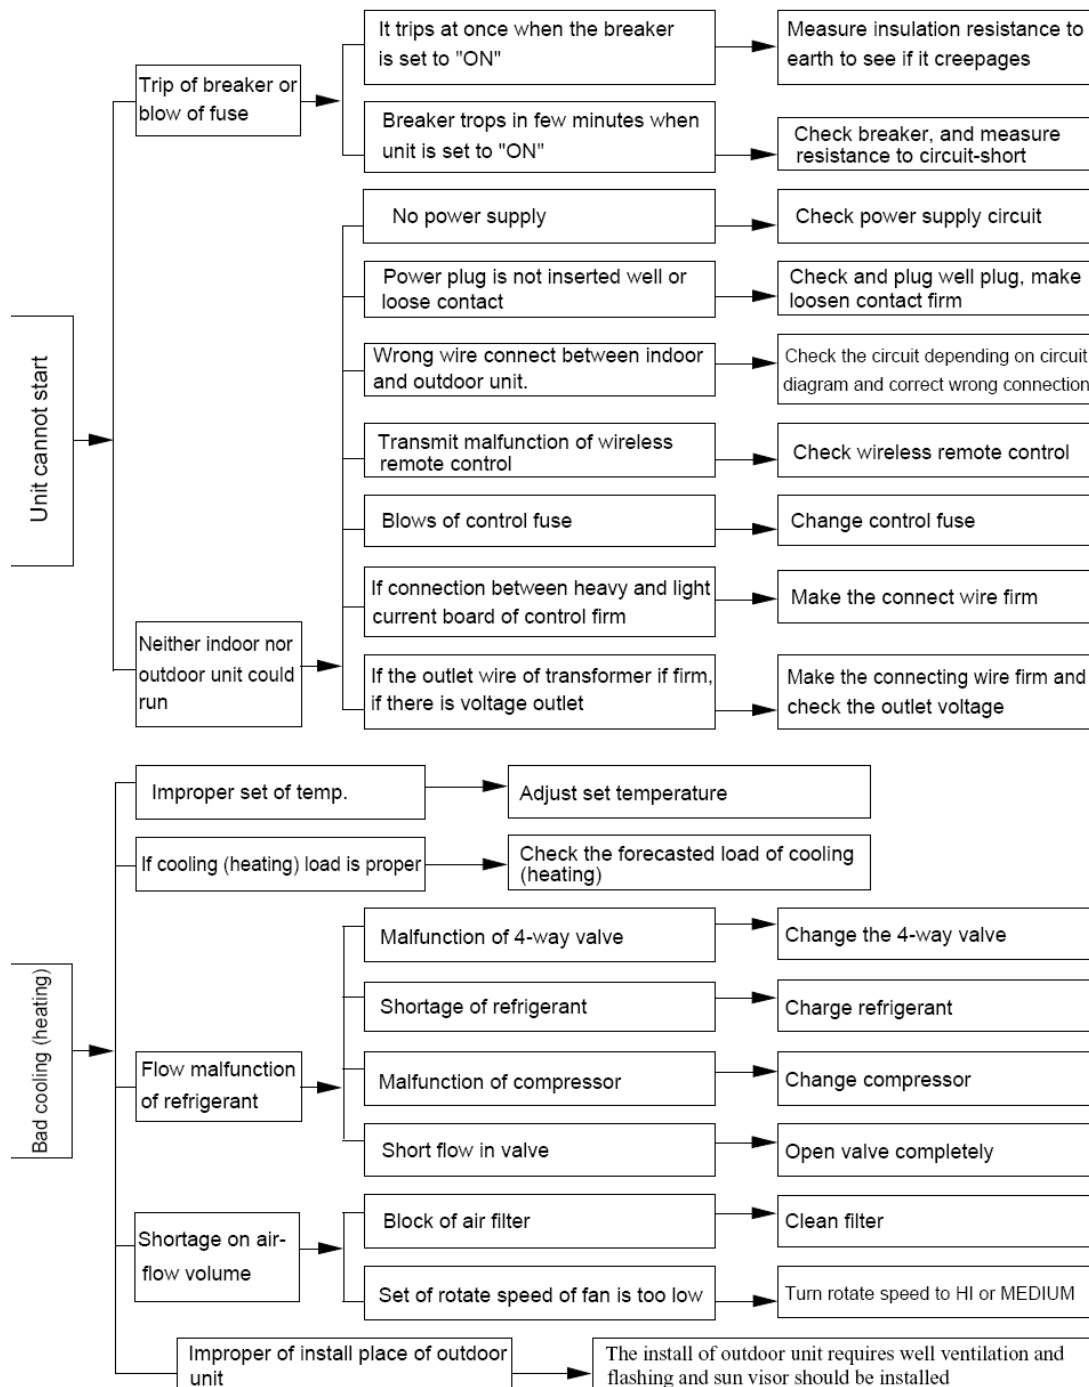 Unit cannot start
Trip of breaker or
blow of fuse
It trips at once when the breaker
is set to "ON"
Measure insulation resistance to
earth to see if it creepages
Breaker trops in few minutes when
unit is set to "ON"
Check breaker, and measure
resistance to circuit-short
Neither indoor nor
outdoor unit could
run
No power supply
Check power supply circuit
Power plug is not inserted well or
loose contact
Check and plug well plug, make
loosen contact firm
Wrong wire connect between indoor
and outdoor unit.
Check the circuit depending on circuit
diagram and correct wrong connection
Transmit malfunction of wireless
remote control
Check wireless remote control
Blows of control fuse
Change control fuse
If connection between heavy and light
current board of control firm
Make the connect wire firm
If the outlet wire of transformer if firm,
if there is voltage outlet
Make the connecting wire firm and
check the outlet voltage
Bad cooling (heating)
Improper set of temp.
Adjust set temperature
If cooling (heating) load is proper
Check the forecasted load of cooling
(heating)
Flow malfunction
of refrigerant
Malfunction of 4-way valve
Change the 4-way valve
Shortage of refrigerant
Charge refrigerant
Malfunction of compressor
Change compressor
Short flow in valve
Open valve completely
Shortage on air-
flow volume
Block of air filter
Clean filter
Set of rotate speed of fan is too low
Turn rotate speed to HI or MEDIUM
Improper of install place of outdoor
unit
The install of outdoor unit requires well ventilation and
flashing and sun visor should be installed